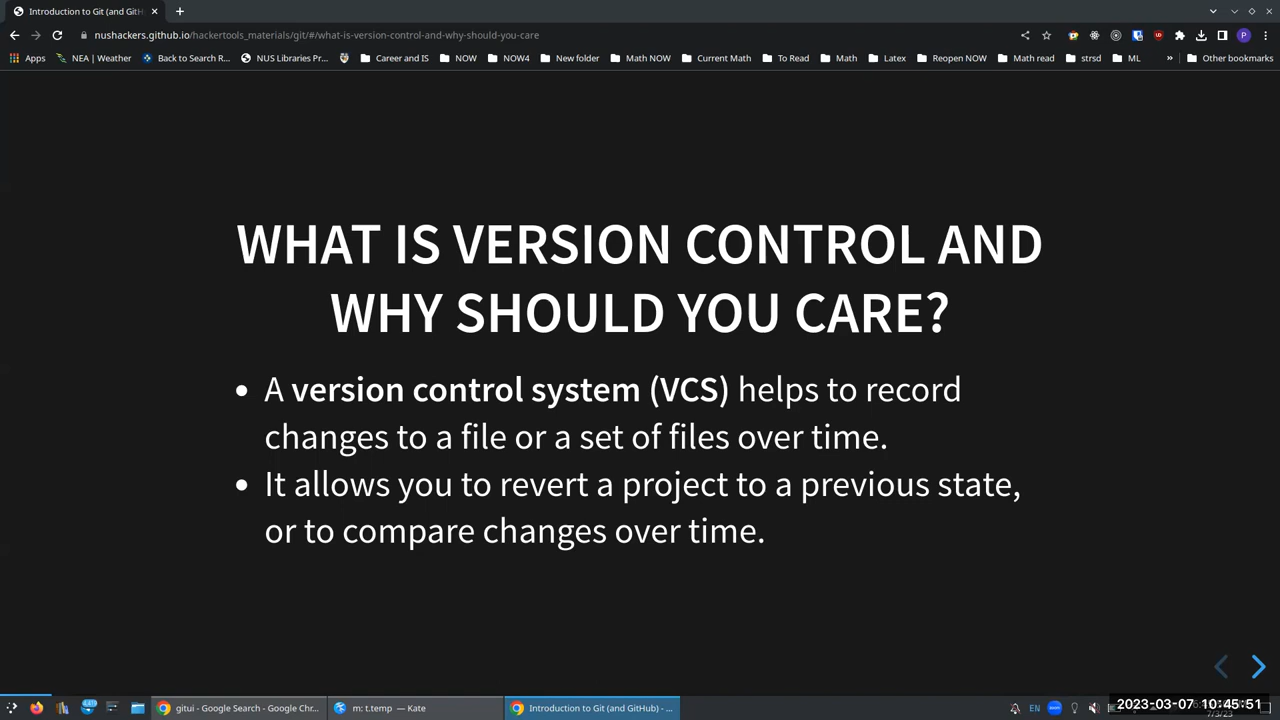 Introduction to Git (and GitH
nushackers.github.io/hackertools_materials/git/#/what-is-version-control-and-why-should-you-care
Apps NEA | Weather Back to Search R... NUS Libraries Pr... Career and IS NOW NOW4 New folder Math NOW Current Math To Read Math Latex Reopen NOW Math read strsd ML » Other bookmarks
WHAT IS VERSION CONTROL AND
WHY SHOULD YOU CARE?
• A version control system (VCS) helps to record
changes to a file or a set of files over time.
• It allows you to revert a project to a previous state,
or to compare changes over time.
gitui - Google Search - Google Chr... m: t.temp — Kate Introduction to Git (and GitHub) - ... EN 2023-03-07 10:45:51
7/3/23